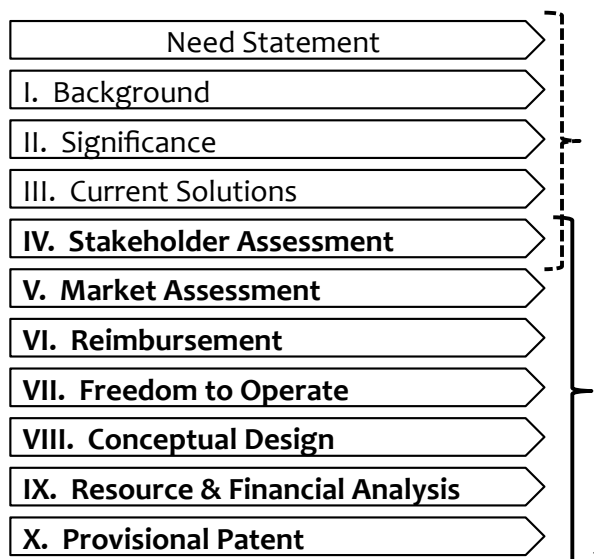 Need Statement
I. Background
II. Significance
III. Current Solutions
IV. Stakeholder Assessment
V. Market Assessment
VI. Reimbursement
VII. Freedom to Operate
VIII. Conceptual Design
IX. Resource & Financial Analysis
X. Provisional Patent